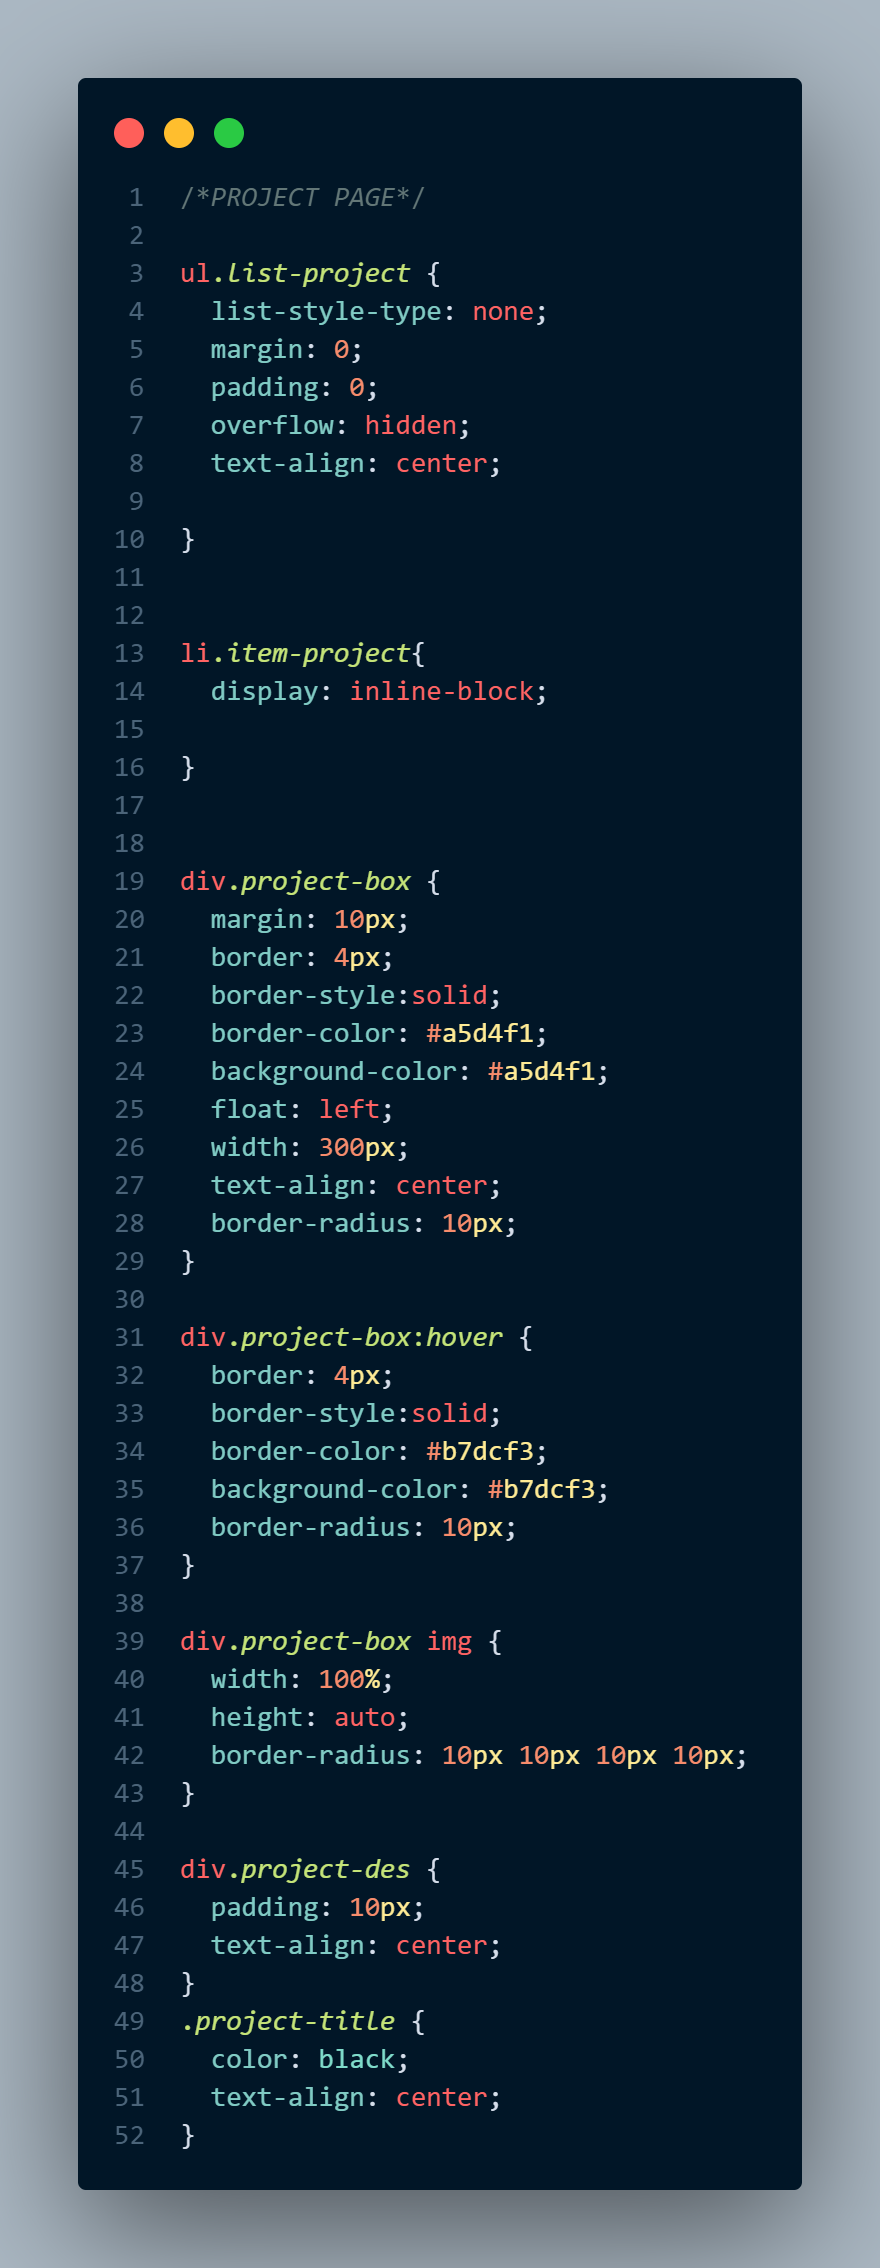 1 /*PROJECT PAGE*/
2
3 ul.list-project {
4   list-style-type: none;
5   margin: 0;
6   padding: 0;
7   overflow: hidden;
8   text-align: center;
9
10 }
11
12
13 li.item-project{
14   display: inline-block;
15
16 }
17
18
19 div.project-box {
20   margin: 10px;
21   border: 4px;
22   border-style:solid;
23   border-color: #a5d4f1;
24   background-color: #a5d4f1;
25   float: left;
26   width: 300px;
27   text-align: center;
28   border-radius: 10px;
29 }
30
31 div.project-box:hover {
32   border: 4px;
33   border-style:solid;
34   border-color: #b7dcf3;
35   background-color: #b7dcf3;
36   border-radius: 10px;
37 }
38
39 div.project-box img {
40   width: 100%;
41   height: auto;
42   border-radius: 10px 10px 10px 10px;
43 }
44
45 div.project-des {
46   padding: 10px;
47   text-align: center;
48 }
49 .project-title {
50   color: black;
51   text-align: center;
52 }